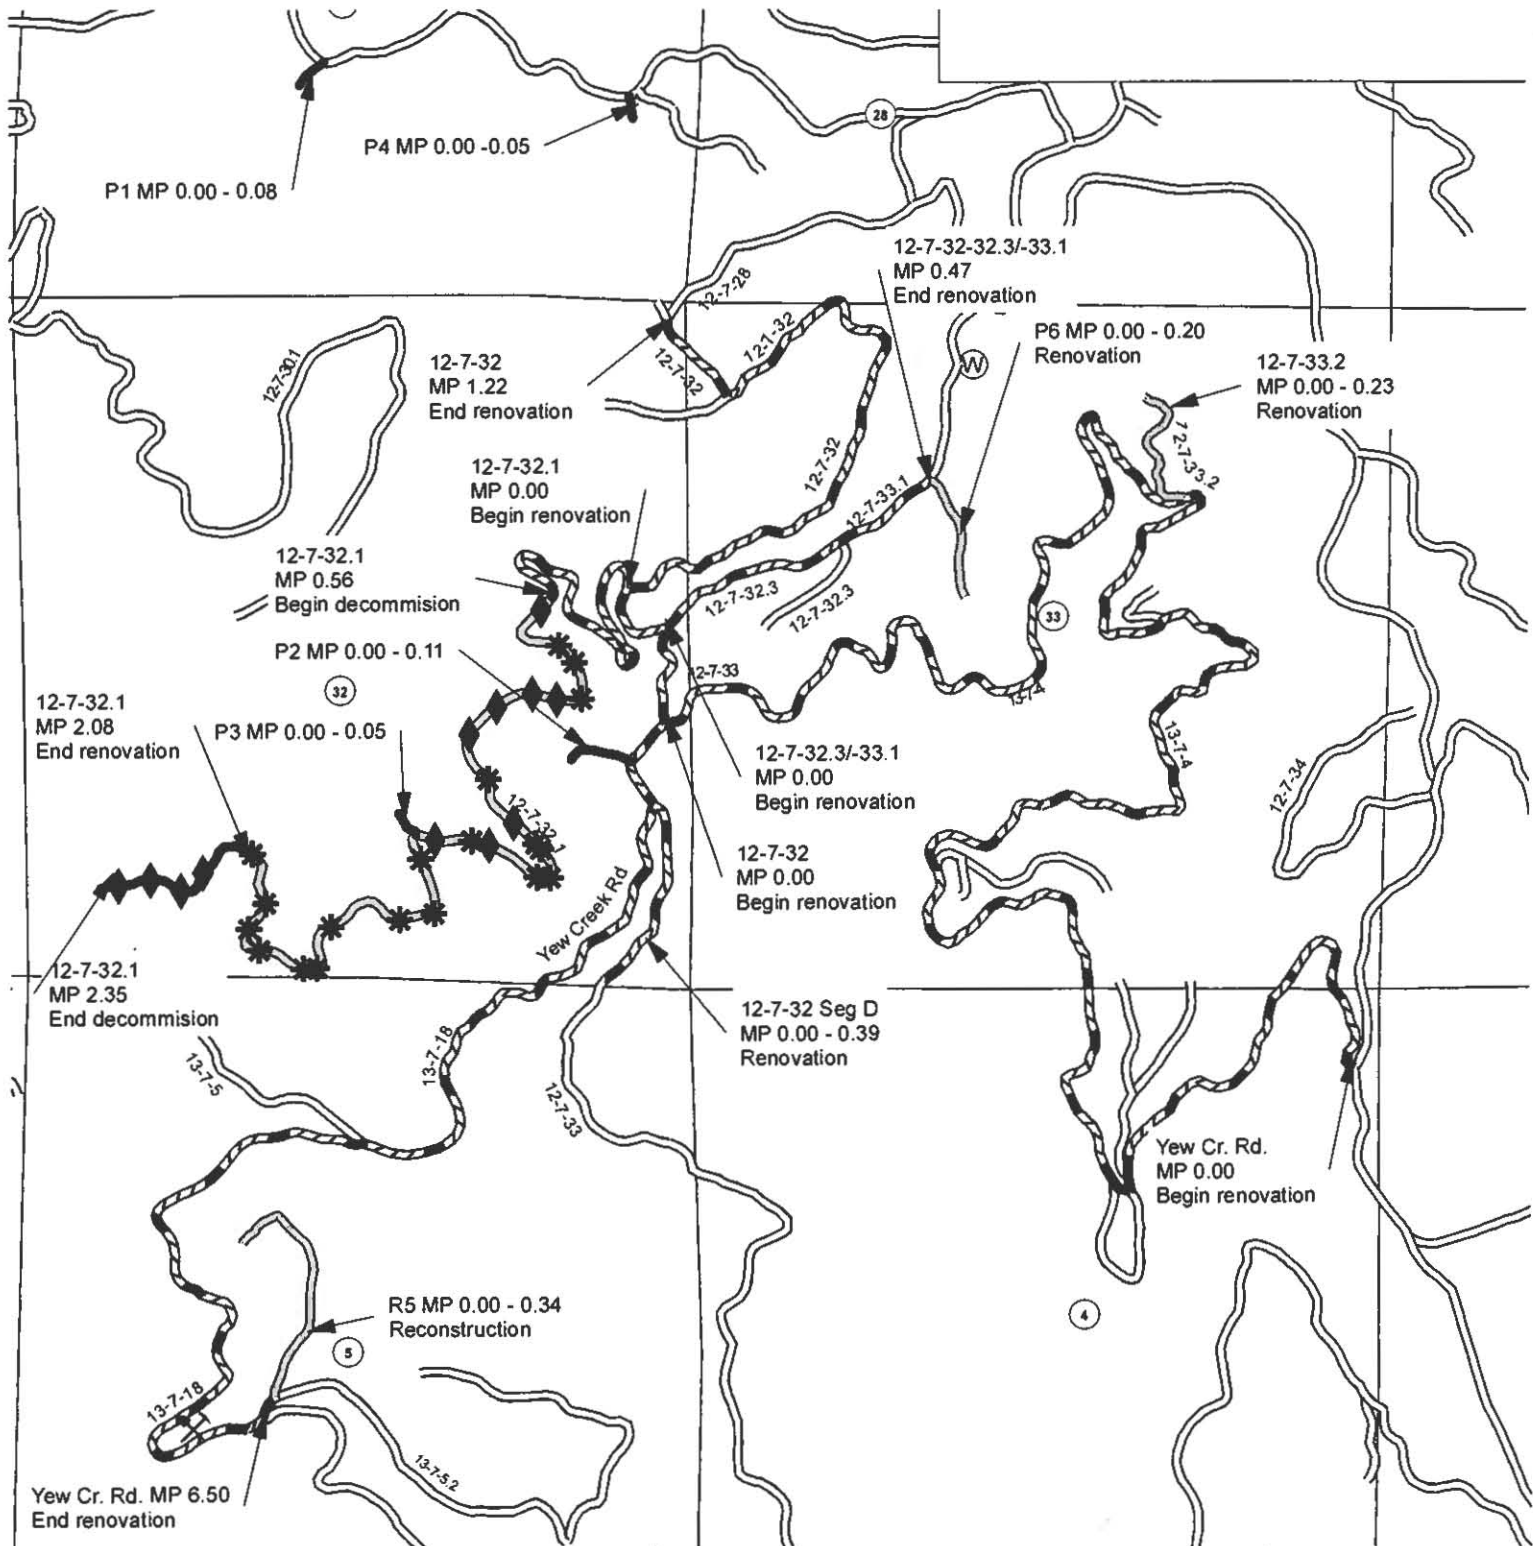 28
P4 MP 0.00 -0.05
P1 MP 0.00 - 0.08
12-7-32-32.3/-33.1
MP 0.47
End renovation
12-7-28
12-1-32
12-7-32
P6 MP 0.00 - 0.20
Renovation
W
12-7-33.2
MP 0.00 - 0.23
Renovation
12-7-30.1
12-7-32
MP 1.22
End renovation
12-7-32.1
MP 0.00
Begin renovation
12-7-32
12-7-33.1
12-7-33.2
12-7-32.1
MP 0.56
Begin decommision
12-7-32.3
12-7-32.3
33
P2 MP 0.00 - 0.11
32
12-7-33
13-7-4
12-7-32.1
MP 2.08
End renovation
P3 MP 0.00 - 0.05
12-7-32.3/-33.1
MP 0.00
Begin renovation
13-7-4
12-7-34
12-7-32.1
12-7-32
MP 0.00
Begin renovation
Yew Creek Rd
12-7-32.1
MP 2.35
End decommision
12-7-32 Seg D
MP 0.00 - 0.39
Renovation
13-7-18
13-7-5
12-7-33
Yew Cr. Rd.
MP 0.00
Begin renovation
R5 MP 0.00 - 0.34
Reconstruction
4
5
13-7-18
13-7-5.2
Yew Cr. Rd. MP 6.50
End renovation